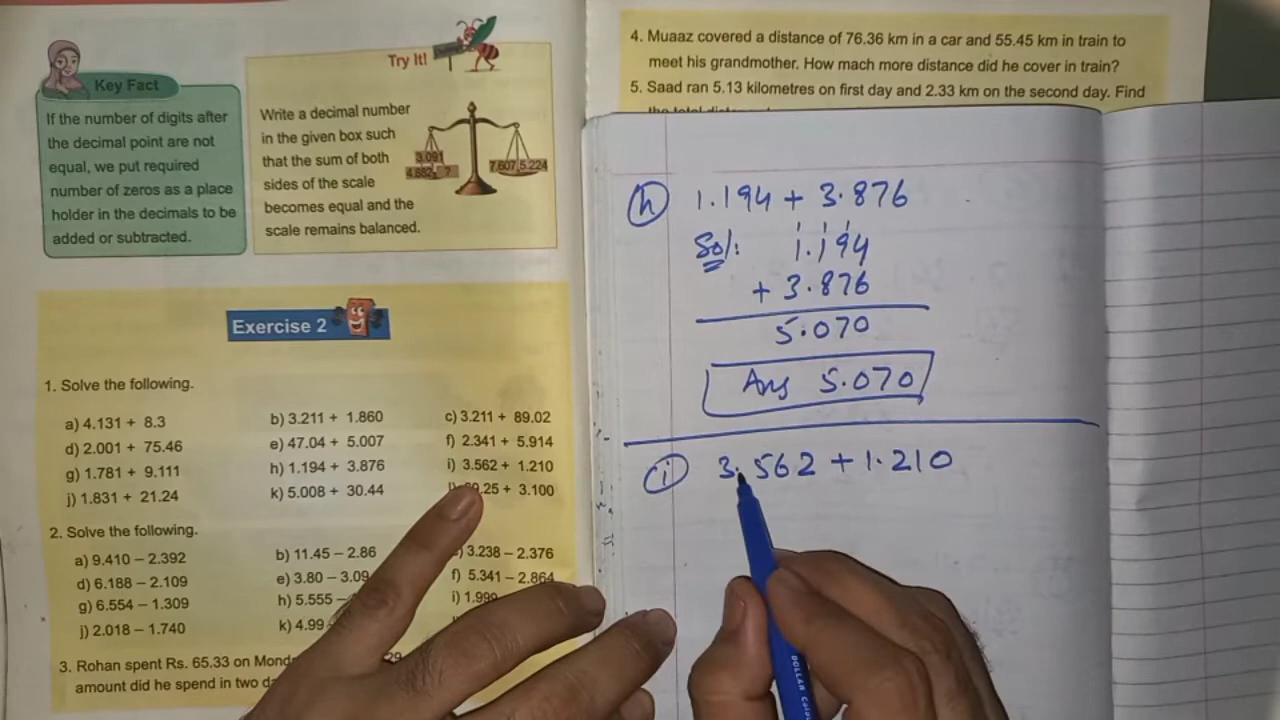 Key Fact
If the number of digits after
the decimal point are not
equal, we put required
number of zeros as a place
holder in the decimals to be
added or subtracted.
Try It!
Write a decimal number
in the given box such
that the sum of both
sides of the scale
becomes equal and the
scale remains balanced.
3.091
?
7.607 5.224
Exercise 2
1. Solve the following.
a) 4.131 + 8.3
b) 3.211 + 1.860
c) 3.211 + 89.02
d) 2.001 + 75.46
e) 47.04 + 5.007
f) 2.341 + 5.914
g) 1.781 + 9.111
h) 1.194 + 3.876
i) 3.562 + 1.210
j) 1.831 + 21.24
k) 5.008 + 30.44
.25 + 3.100
2. Solve the following.
a) 9.410 – 2.392
b) 11.45 – 2.86
) 3.238 – 2.376
d) 6.188 – 2.109
e) 3.80 – 3.09
f) 5.341 – 2.864
g) 6.554 – 1.309
h) 5.555 –
i) 1.999
j) 2.018 – 1.740
k) 4.99
29
3. Rohan spent Rs. 65.33 on Mond
amount did he spend in two da
4. Muaaz covered a distance of 76.36 km in a car and 55.45 km in train to
meet his grandmother. How mach more distance did he cover in train?
5. Saad ran 5.13 kilometres on first day and 2.33 km on the second day. Find
the total
h 1.194 + 3.876
Sol: 1 1 1
1.194
+ 3.876
5.070
Ans 5.070
i 3.562 + 1.210
DOLLAR